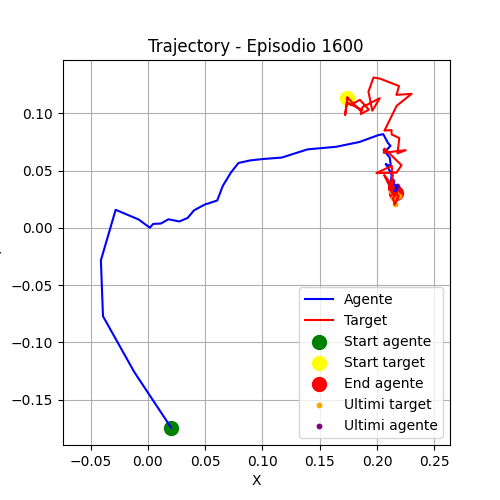 Trajectory - Episodio 1600
0.10
0.05
0.00
−0.05
−0.10
−0.15
−0.05
0.00
0.05
0.10
0.15
0.20
0.25
X
Agente
Target
Start agente
Start target
End agente
Ultimi target
Ultimi agente